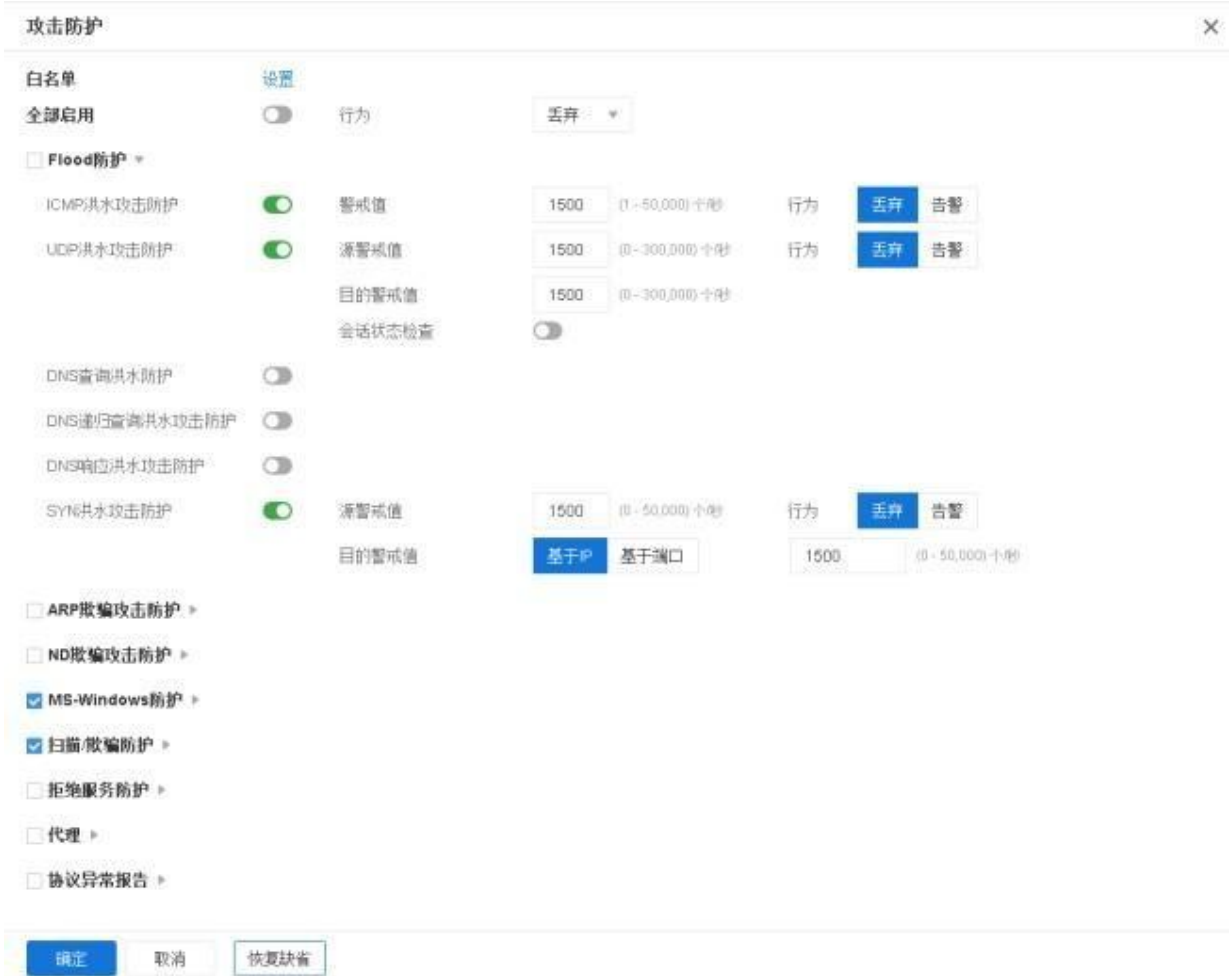 攻击防护
白名单 设置
全部启用 行为 丢弃
Flood防护
ICMP洪水攻击防护 警戒值 1500 (1 - 50,000) 个/秒 行为 丢弃 告警
UDP洪水攻击防护 源警戒值 1500 (0 - 300,000) 个/秒 行为 丢弃 告警
目的警戒值 1500 (0 - 300,000) 个/秒
会话状态检查
DNS查询洪水防护
DNS递归查询洪水攻击防护
DNS响应洪水攻击防护
SYN洪水攻击防护 源警戒值 1500 (0 - 50,000) 个/秒 行为 丢弃 告警
目的警戒值 基于IP 基于端口 1500 (0 - 50,000) 个/秒
ARP欺骗攻击防护
ND欺骗攻击防护
MS-Windows防护
扫描/欺骗防护
拒绝服务防护
代理
协议异常报告
确定 取消 恢复缺省